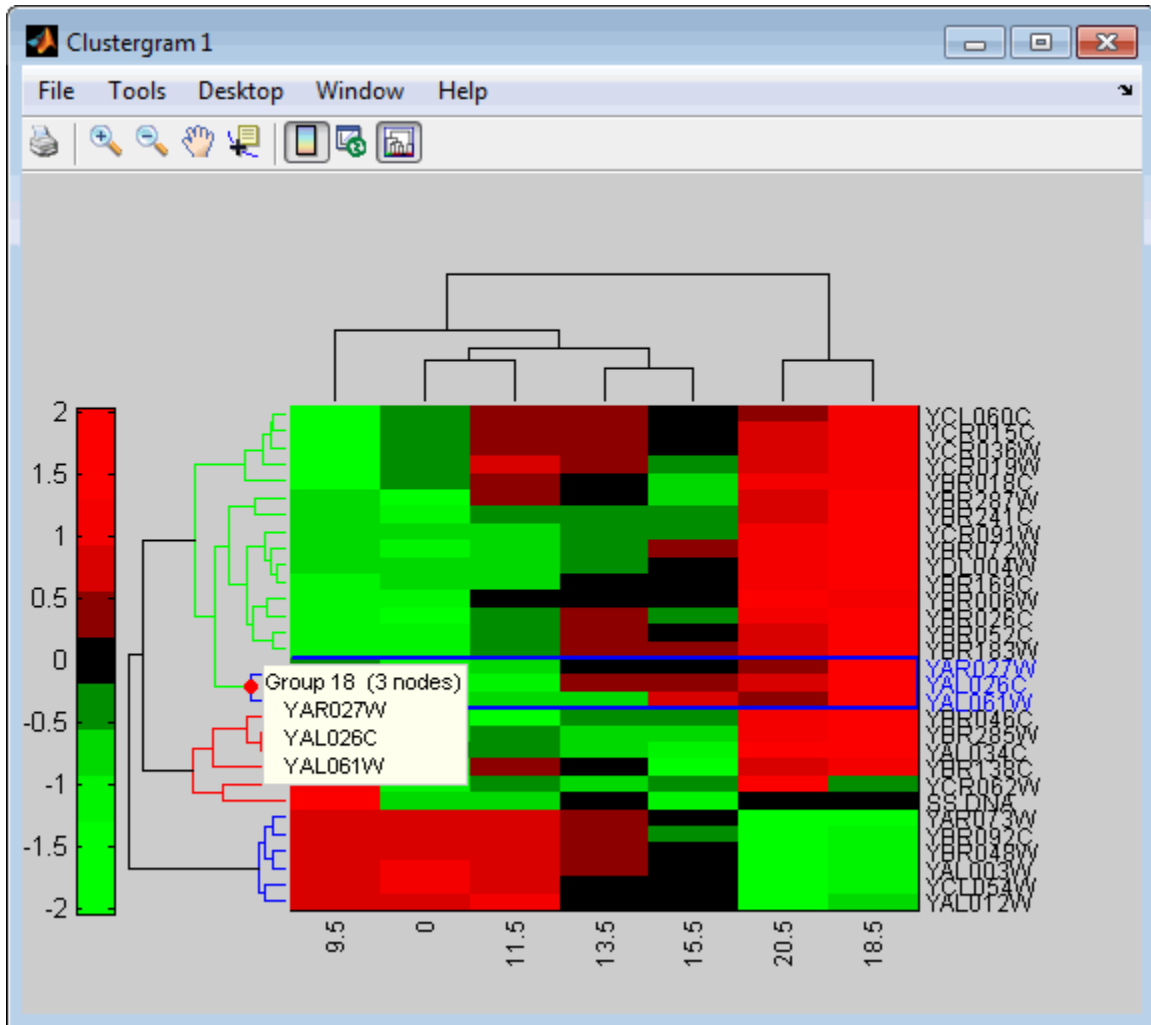 Clustergram 1
File Tools Desktop Window Help
2
1.5
1
0.5
0
-0.5
-1
-1.5
-2
Group 18 (3 nodes)
YAR027W
YAL026C
YAL061W
YCL060C
YCR015C
YCR036W
YCR019W
YBR018C
YBR287W
YBR241C
YCR091W
YBR072W
YDL004W
YBR169C
YBR006W
YBR026C
YBR052C
YBR183W
YAR027W
YAL026C
YAL061W
YBR046C
YBR285W
YAL034C
YBR138C
YCR062W
SS DNA
YAR073W
YBR092C
YBR048W
YAL003W
YCL054W
YAL012W
9.5 0 11.5 13.5 15.5 20.5 18.5